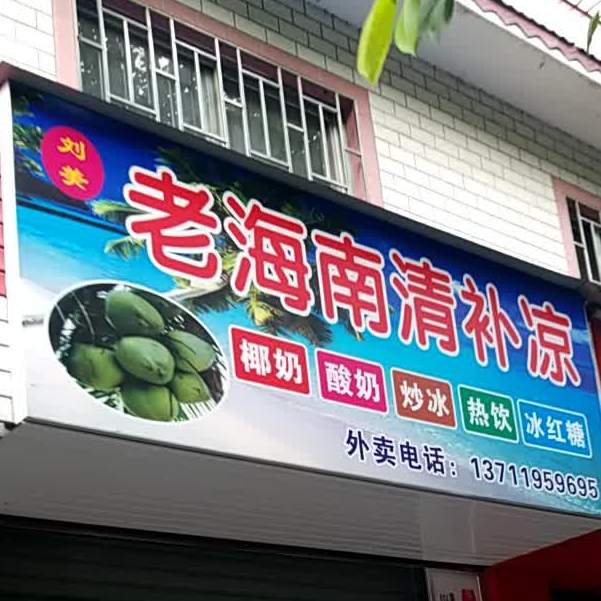 刘
美
老海南清补凉
椰奶 酸奶 炒冰 热饮 冰红糖
外卖电话：13711959695